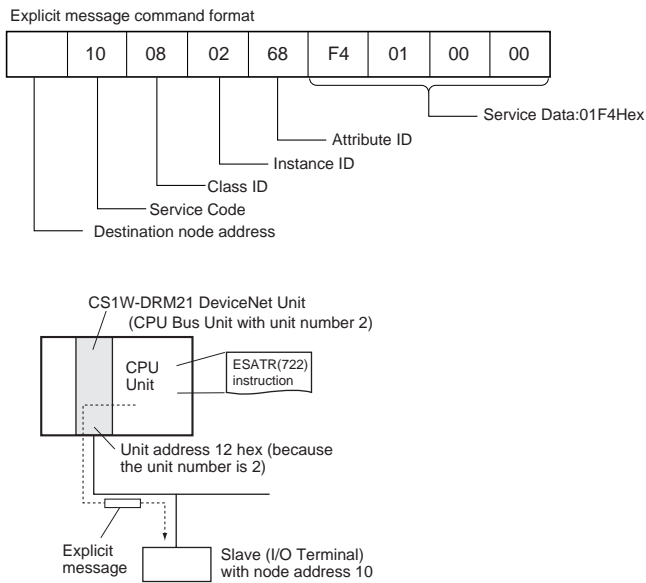 Explicit message command format
10 08 02 68 F4 01 00 00
Service Data:01F4Hex
Attribute ID
Instance ID
Class ID
Service Code
Destination node address
CS1W-DRM21 DeviceNet Unit
(CPU Bus Unit with unit number 2)
CPU
Unit
ESATR(722)
instruction
Unit address 12 hex (because
the unit number is 2)
Explicit
message
Slave (I/O Terminal)
with node address 10